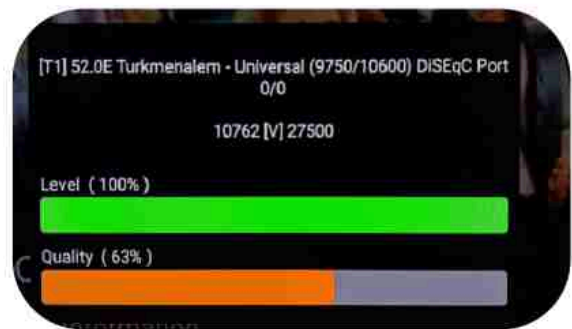 [T1] 52.0E Turkmenalem - Universal (9750/10600) DiSEqC Port
0/0
10762 [V] 27500
Level ( 100% )
Quality ( 63% )